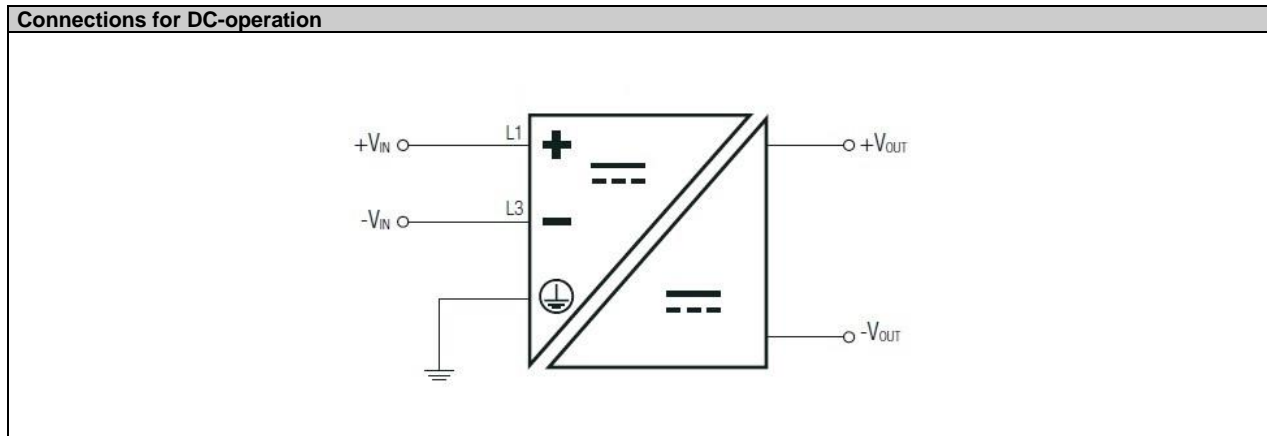 Connections for DC-operation
+VIN
L1
+VOUT
-VIN
L3
-VOUT